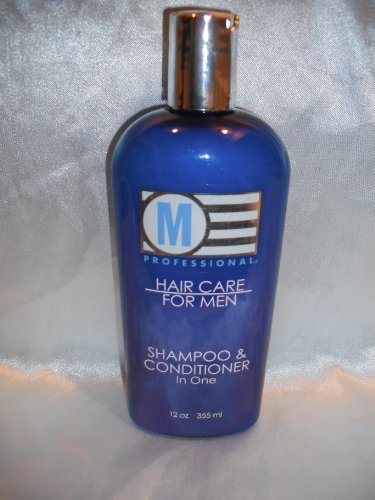 M
PROFESSIONAL®
HAIR CARE
FOR MEN
SHAMPOO &
CONDITIONER
In One
12 oz 355 ml